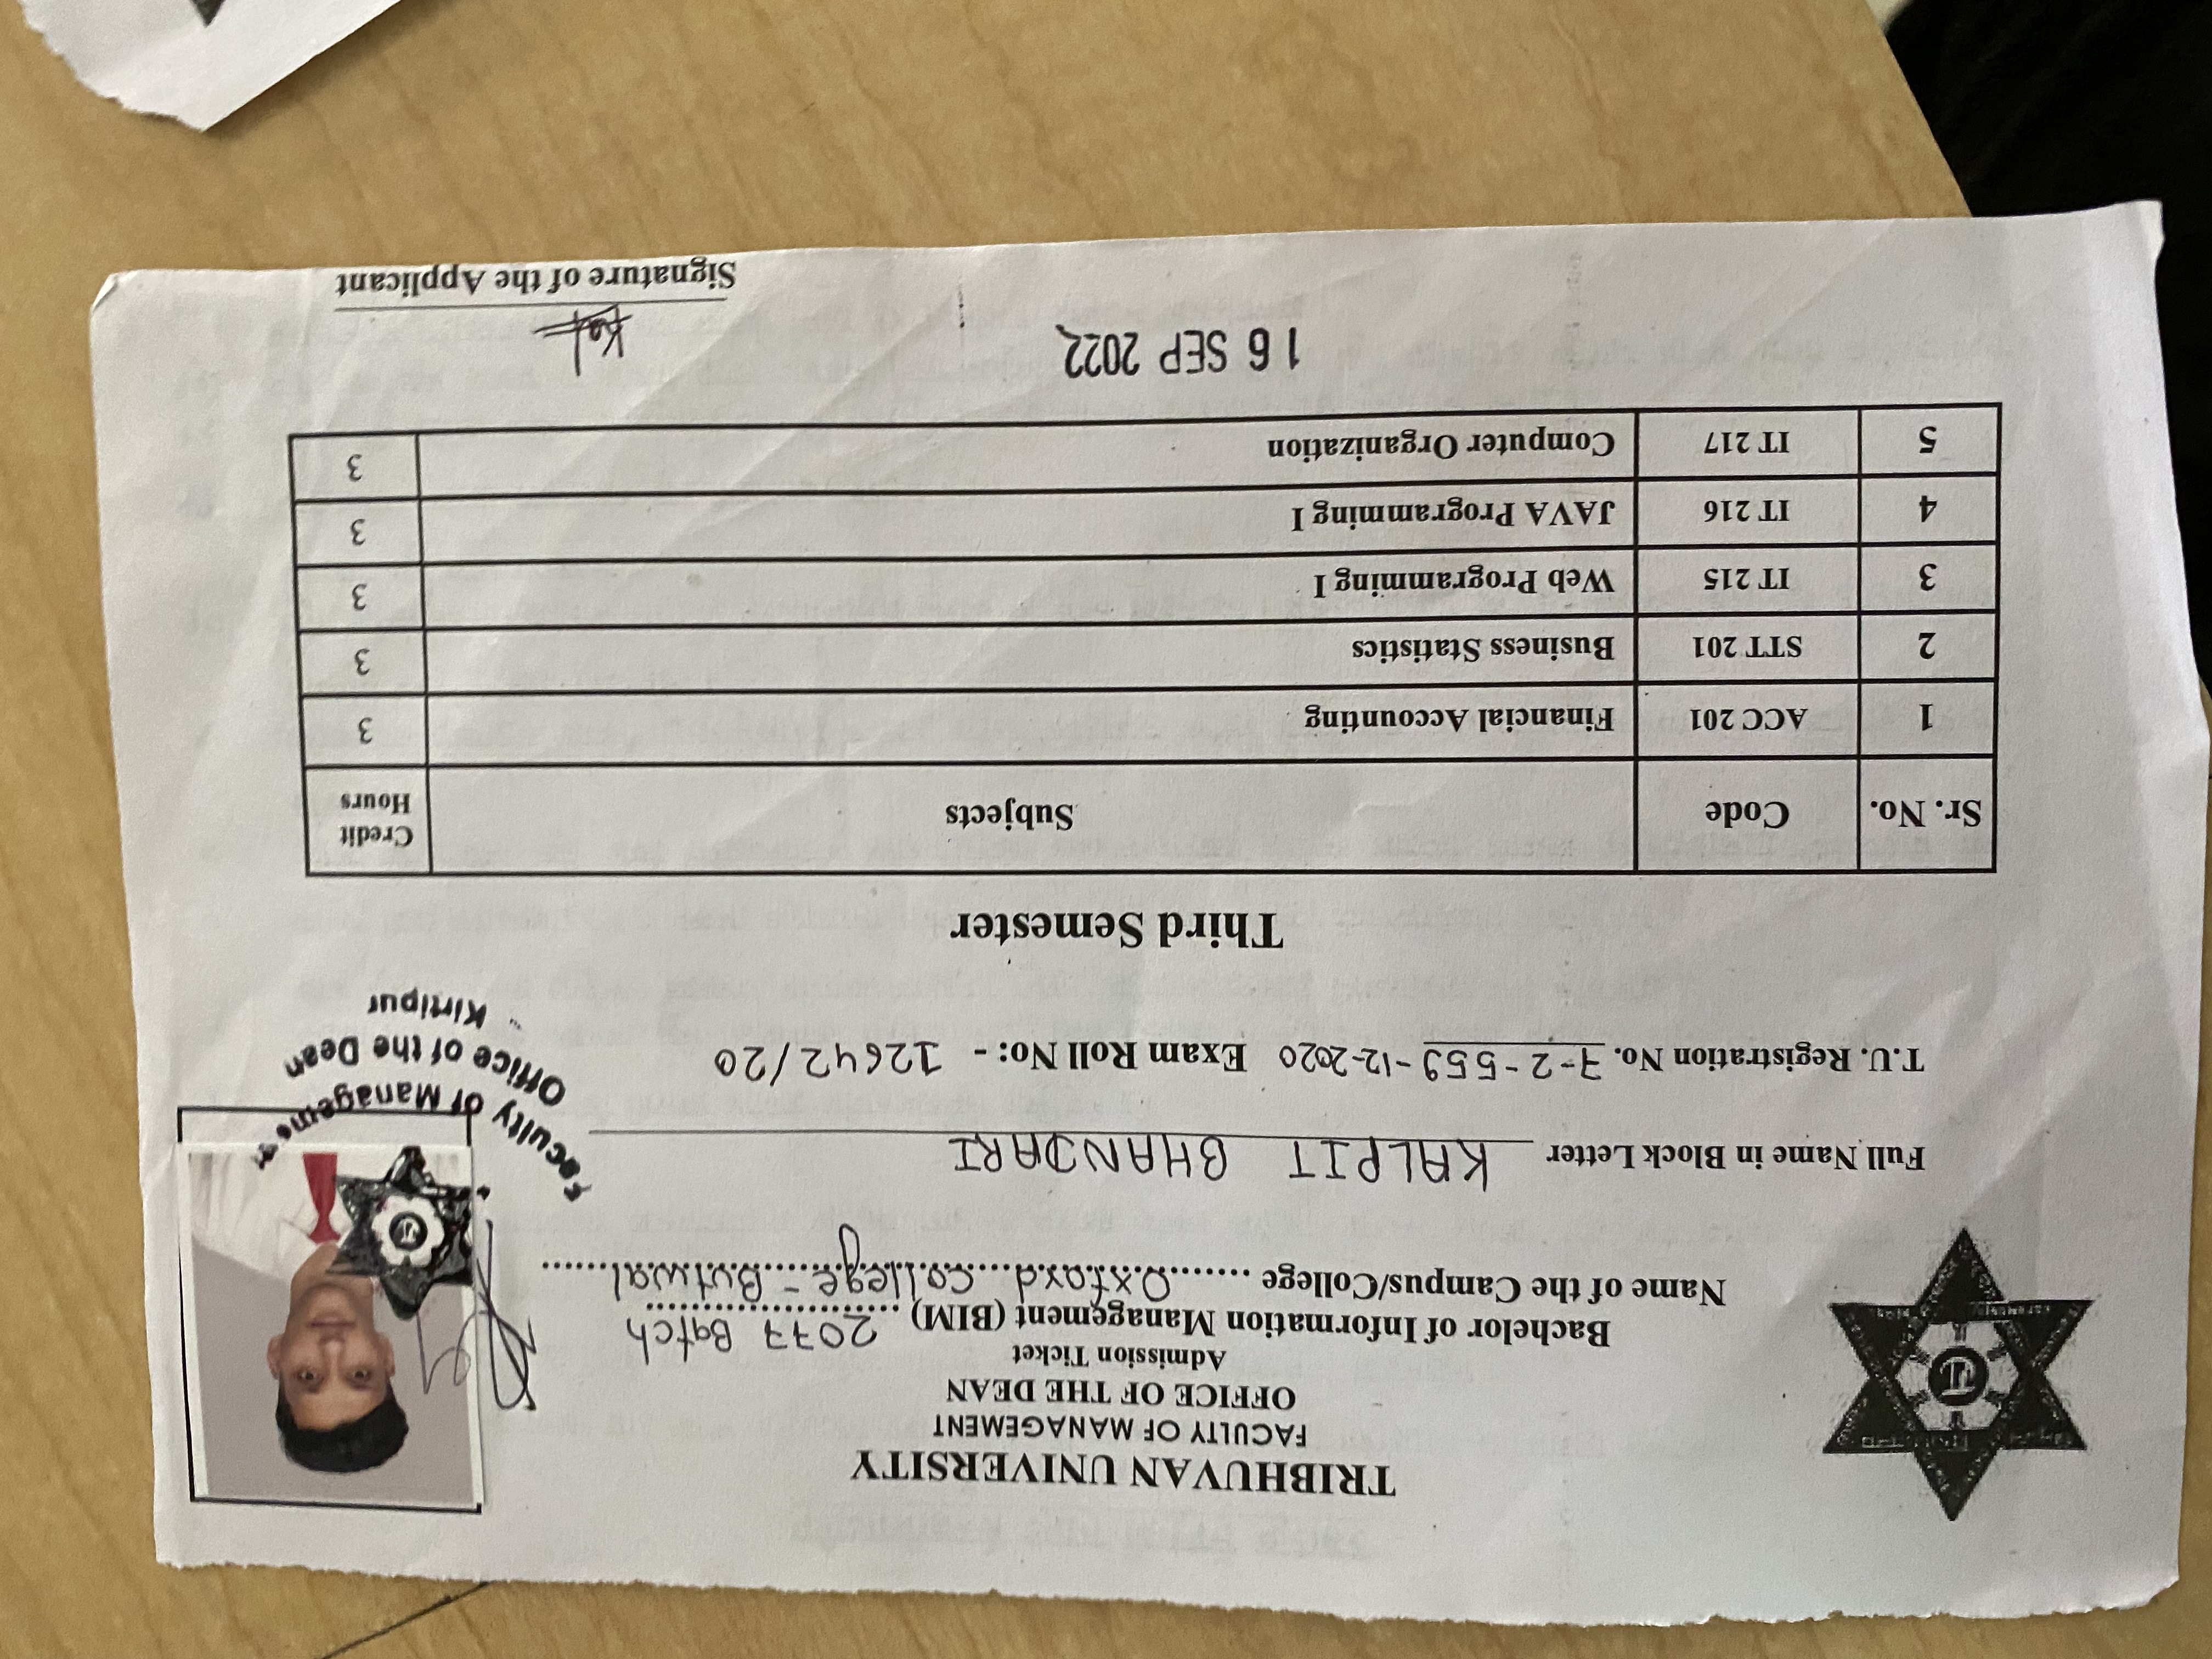 TRIBHUVAN UNIVERSITY
FACULTY OF MANAGEMENT
OFFICE OF THE DEAN
Admission Ticket
Bachelor of Information Management (BIM) 2077 Batch
Name of the Campus/College ........Oxford College - Butwal......
Faculty of Management
Office of the Dean
Kirtipur
Full Name in Block Letter KALPIT BHANDARI
T.U. Registration No. 7-2-559-12-2020 Exam Roll No: - 12642/20
Third Semester
Sr. No. Code Subjects Credit Hours
1 ACC 201 Financial Accounting 3
2 STT 201 Business Statistics 3
3 IT 215 Web Programming I 3
4 IT 216 JAVA Programming I 3
5 IT 217 Computer Organization 3
16 SEP 2022
Signature of the Applicant